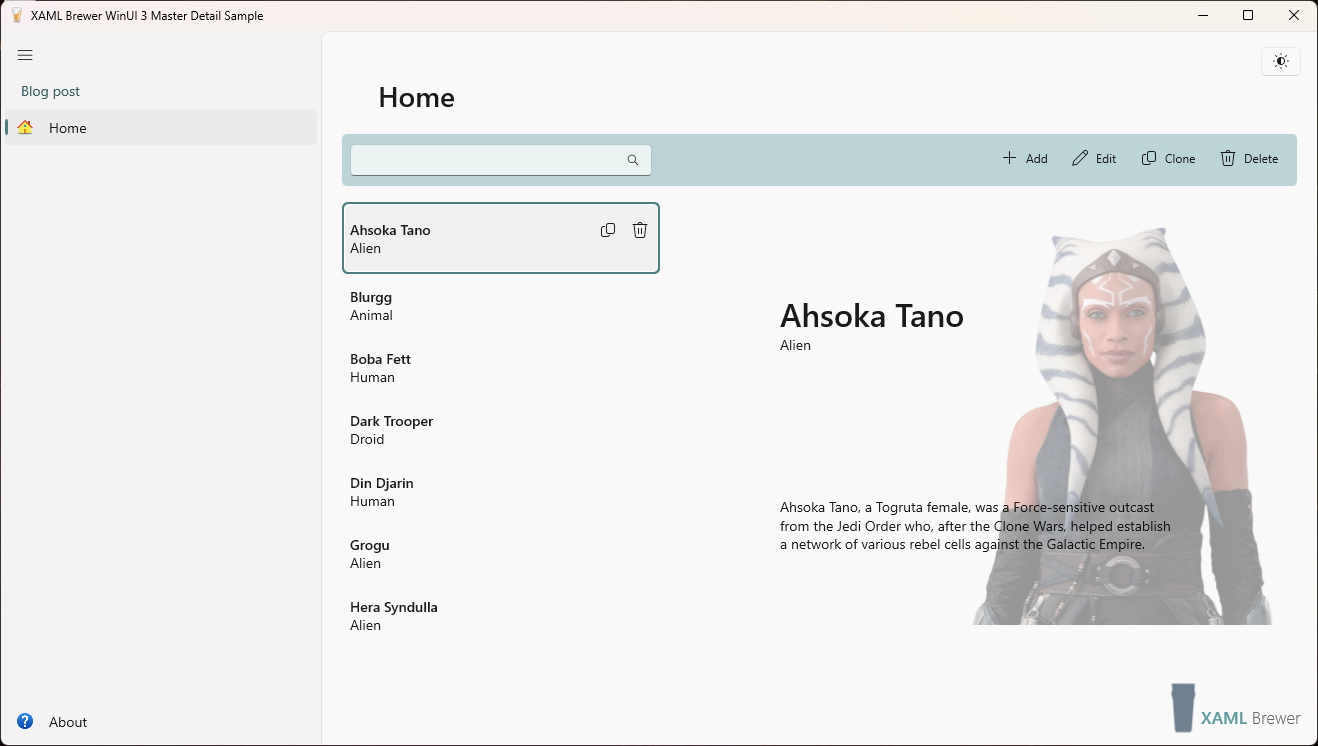 XAML Brewer WinUI 3 Master Detail Sample
Blog post
Home
About
Home
Add
Edit
Clone
Delete
Ahsoka Tano
Alien
Blurgg
Animal
Boba Fett
Human
Dark Trooper
Droid
Din Djarin
Human
Grogu
Alien
Hera Syndulla
Alien
Ahsoka Tano
Alien
Ahsoka Tano, a Togruta female, was a Force-sensitive outcast
from the Jedi Order who, after the Clone Wars, helped establish
a network of various rebel cells against the Galactic Empire.
XAML Brewer